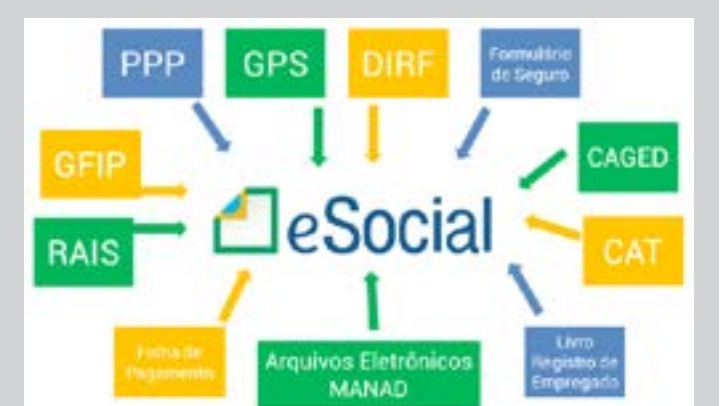 PPP
GPS
DIRF
Formulário
de Seguro
GFIP
CAGED
eSocial
RAIS
CAT
Folha de
Pagamento
Arquivos Eletrônicos
MANAD
Livro
Registro de
Empregado